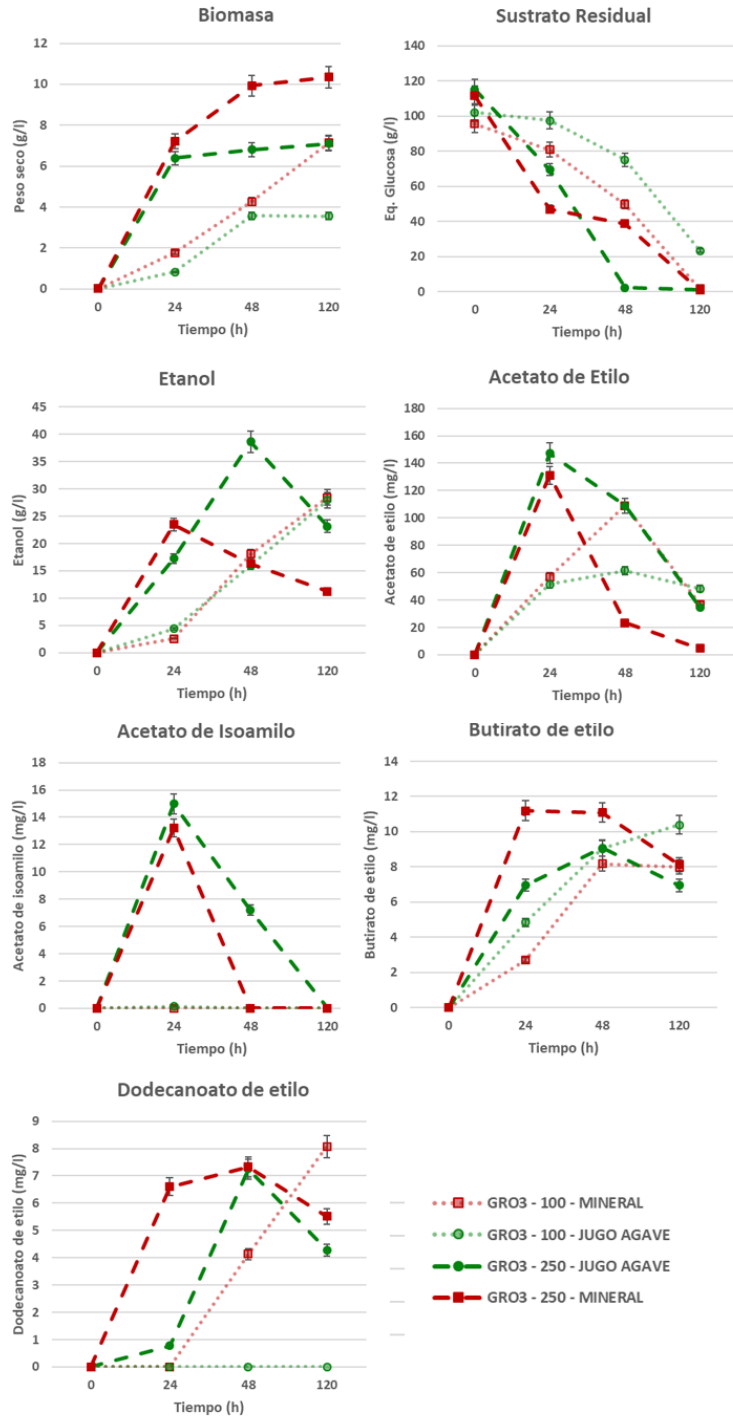 Biomasa
Peso seco (g/l)
12
10
8
6
4
2
0
0 24 48 120
Tiempo (h)
Sustrato Residual
Eq. Glucosa (g/l)
140
120
100
80
60
40
20
0
0 24 48 120
Tiempo (h)
Etanol
Etanol (g/l)
45
40
35
30
25
20
15
10
5
0
0 24 48 120
Tiempo (h)
Acetato de Etilo
Acetato de etilo (mg/l)
180
160
140
120
100
80
60
40
20
0
0 24 48 120
Tiempo (h)
Acetato de Isoamilo
Acetato de isoamilo (mg/l)
18
16
14
12
10
8
6
4
2
0
0 24 48 120
Tiempo (h)
Butirato de etilo
Butirato de etilo (mg/l)
14
12
10
8
6
4
2
0
0 24 48 120
Tiempo (h)
Dodecanoato de etilo
Dodecanoato de etilo (mg/l)
9
8
7
6
5
4
3
2
1
0
0 24 48 120
Tiempo (h)
GRO3 - 100 - MINERAL
GRO3 - 100 - JUGO AGAVE
GRO3 - 250 - JUGO AGAVE
GRO3 - 250 - MINERAL